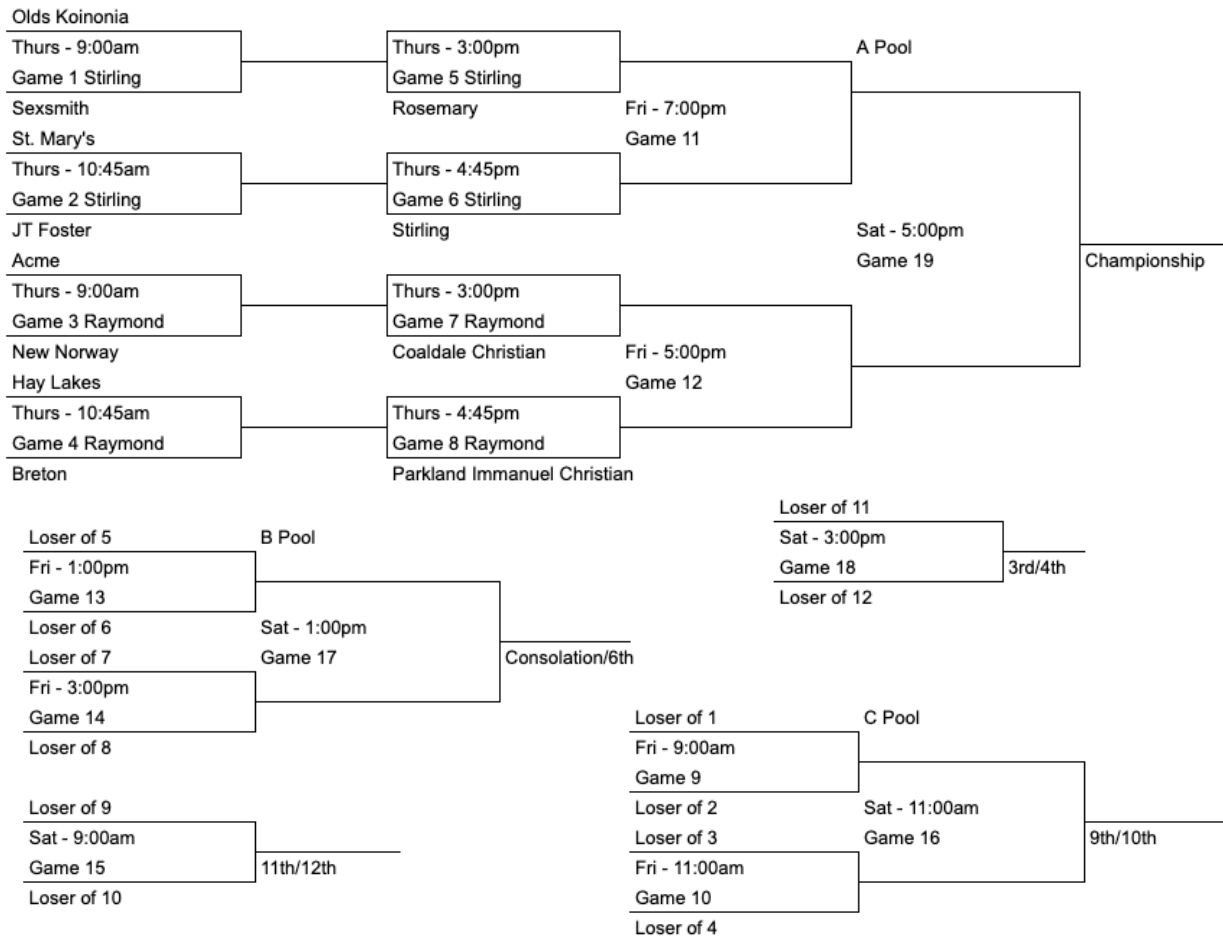 Olds Koinonia
Thurs - 9:00am
Game 1 Stirling
Sexsmith
St. Mary's
Thurs - 10:45am
Game 2 Stirling
JT Foster
Acme
Thurs - 9:00am
Game 3 Raymond
New Norway
Hay Lakes
Thurs - 10:45am
Game 4 Raymond
Breton
Thurs - 3:00pm
Game 5 Stirling
Rosemary
Thurs - 4:45pm
Game 6 Stirling
Stirling
Thurs - 3:00pm
Game 7 Raymond
Coaldale Christian
Thurs - 4:45pm
Game 8 Raymond
Parkland Immanuel Christian
Fri - 7:00pm
Game 11
Fri - 5:00pm
Game 12
A Pool
Sat - 5:00pm
Game 19
Championship
Loser of 11
Sat - 3:00pm
Game 18
Loser of 12
3rd/4th
Loser of 5
Fri - 1:00pm
Game 13
Loser of 6
Loser of 7
Fri - 3:00pm
Game 14
Loser of 8
B Pool
Sat - 1:00pm
Game 17
Consolation/6th
Loser of 9
Sat - 9:00am
Game 15
Loser of 10
11th/12th
Loser of 1
Fri - 9:00am
Game 9
Loser of 2
Loser of 3
Fri - 11:00am
Game 10
Loser of 4
C Pool
Sat - 11:00am
Game 16
9th/10th